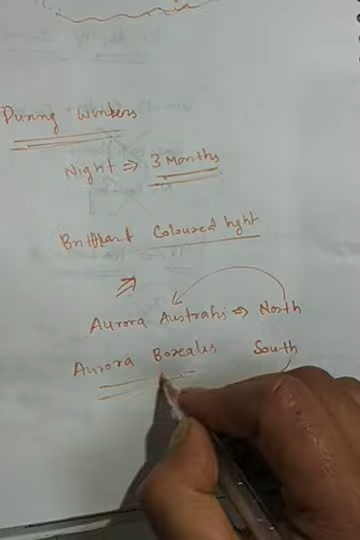 During Winters
Night ⇒ 3 Months
Brilliant Coloured light
Aurora Australis ⇒ North
Aurora Borealis South